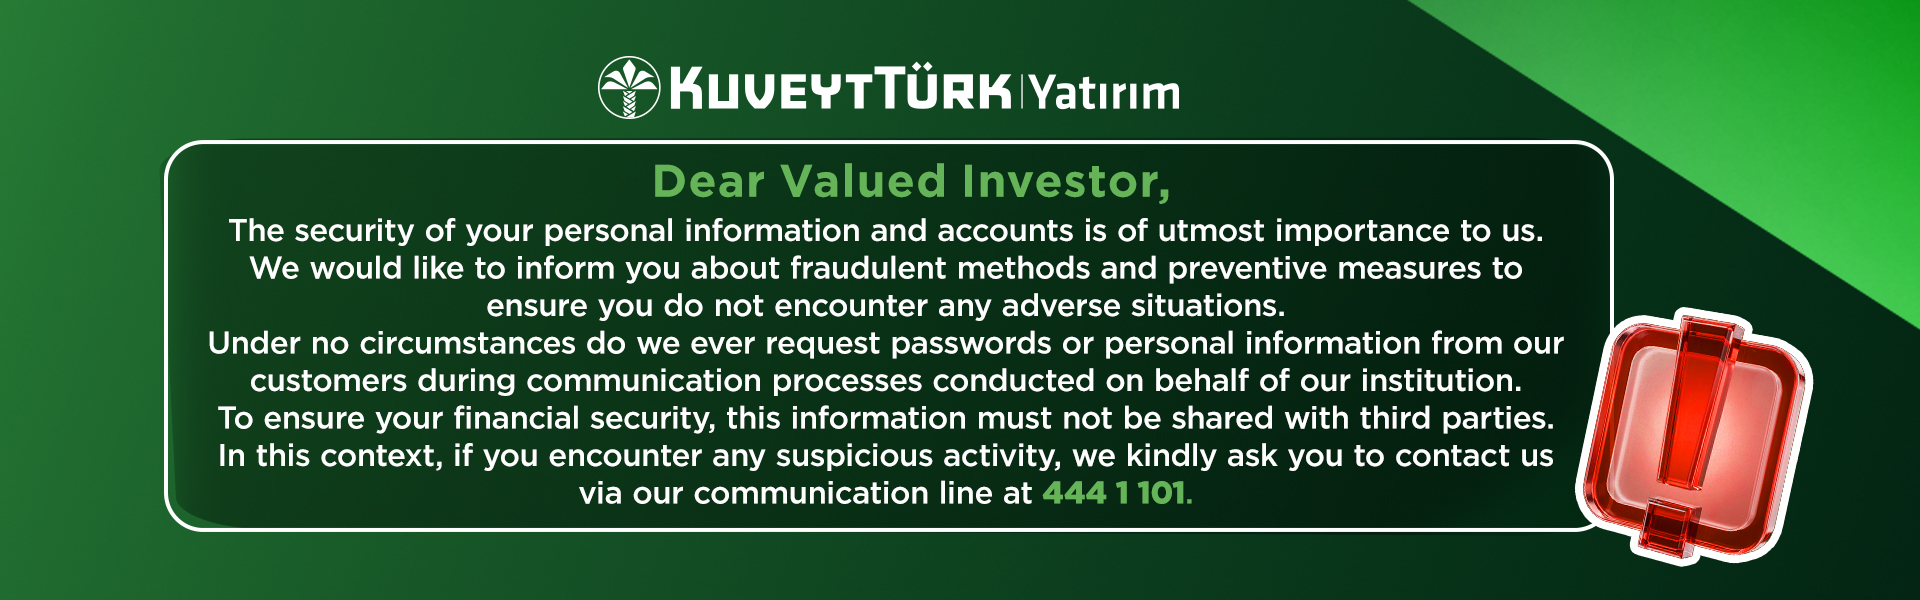 KUVEYTTÜRK | Yatırım
Dear Valued Investor,
The security of your personal information and accounts is of utmost importance to us.
We would like to inform you about fraudulent methods and preventive measures to
ensure you do not encounter any adverse situations.
Under no circumstances do we ever request passwords or personal information from our
customers during communication processes conducted on behalf of our institution.
To ensure your financial security, this information must not be shared with third parties.
In this context, if you encounter any suspicious activity, we kindly ask you to contact us
via our communication line at 444 1 101.